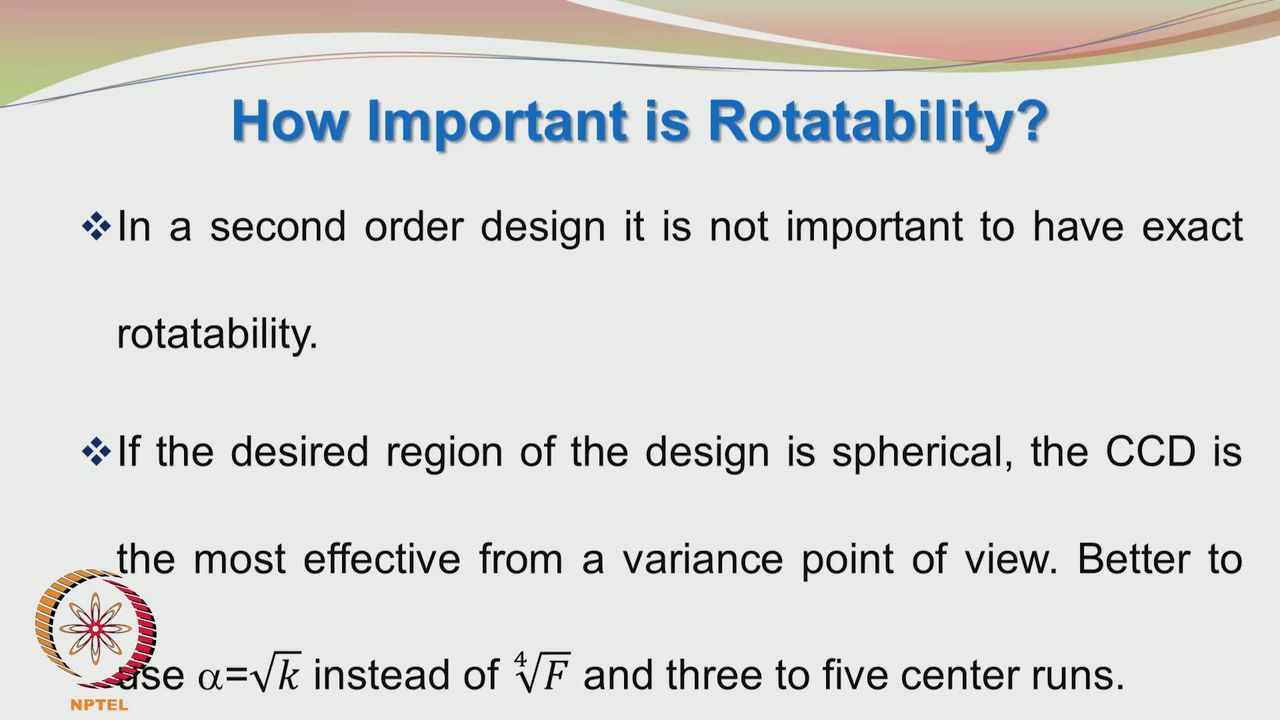 How Important is Rotatability?
❖In a second order design it is not important to have exact
rotatability.
❖If the desired region of the design is spherical, the CCD is
the most effective from a variance point of view. Better to
use α=√k instead of ∜F and three to five center runs.
NPTEL